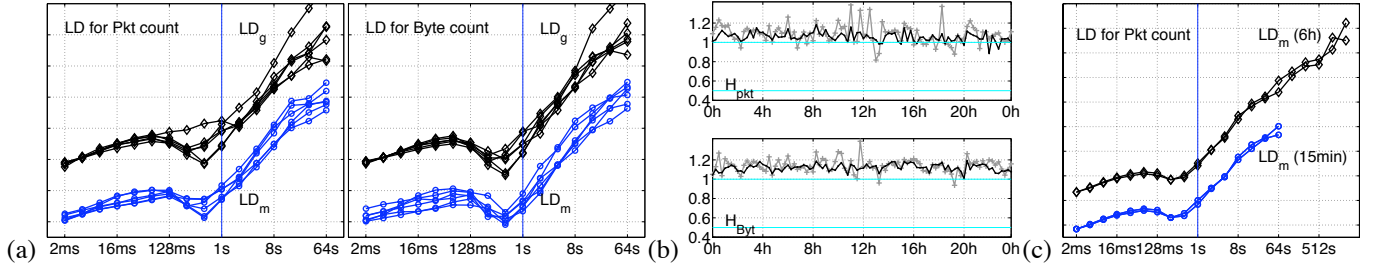 (a)
LD for Pkt count
LD_g
LD_m
2ms 16ms 128ms 1s 8s 64s
LD for Byte count
LD_g
LD_m
2ms 16ms 128ms 1s 8s 64s
(b)
1.2
1
0.8
0.6
0.4
H_pkt
0h 4h 8h 12h 16h 20h 0h
1.2
1
0.8
0.6
0.4
H_Byt
0h 4h 8h 12h 16h 20h 0h
(c)
LD for Pkt count
LD_m (6h)
LD_m (15min)
2ms 16ms 128ms 1s 8s 64s 512s